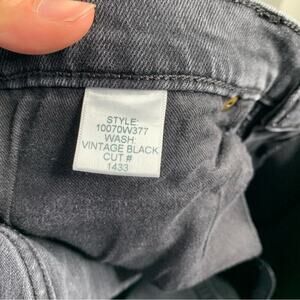 STYLE:
10070W377
WASH:
VINTAGE BLACK
CUT #
1433